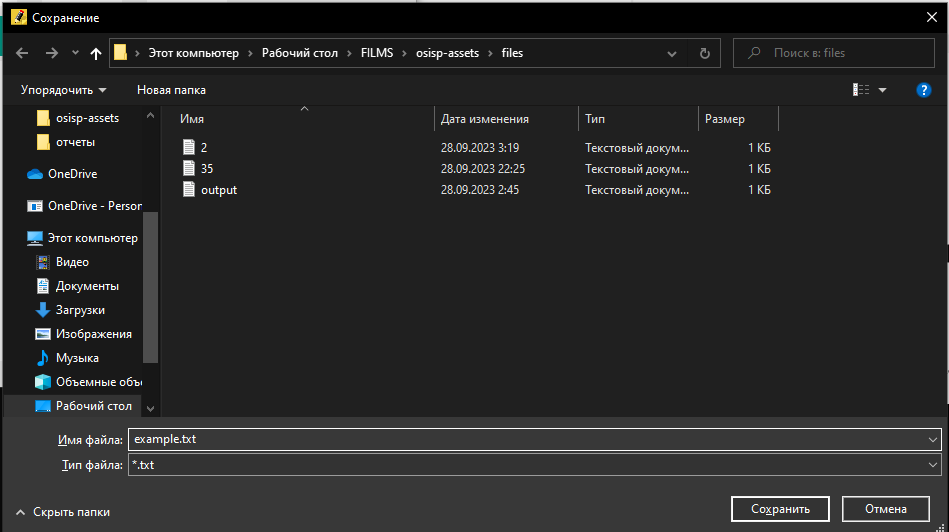 Сохранение
Этот компьютер › Рабочий стол › FILMS › osisp-assets › files
Поиск в: files
Упорядочить
Новая папка
osisp-assets
отчеты
OneDrive
OneDrive - Person
Этот компьютер
Видео
Документы
Загрузки
Изображения
Музыка
Объемные объе
Рабочий стол
Имя Дата изменения Тип Размер
2 28.09.2023 3:19 Текстовый докум... 1 КБ
35 28.09.2023 22:25 Текстовый докум... 1 КБ
output 28.09.2023 2:45 Текстовый докум... 1 КБ
Имя файла: example.txt
Тип файла: *.txt
Скрыть папки
Сохранить
Отмена